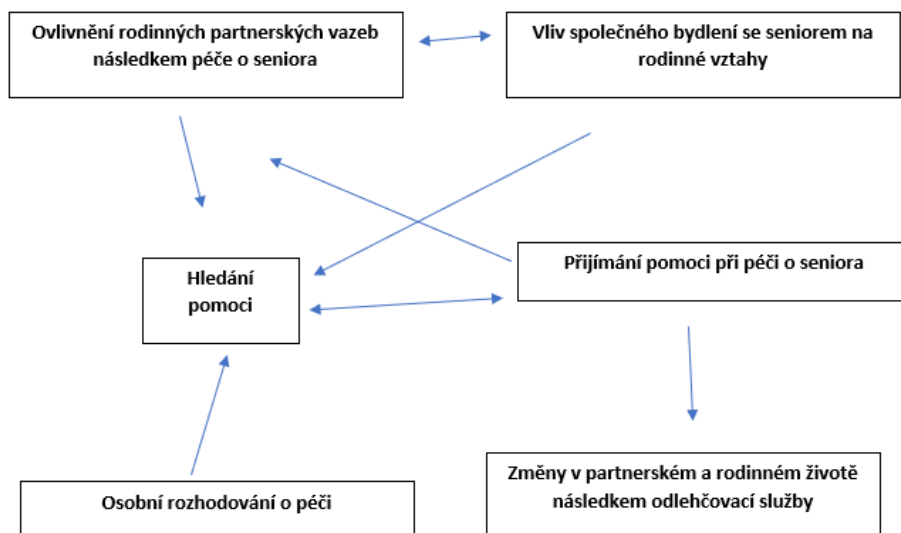 Ovlivnění rodinných partnerských vazeb
následkem péče o seniora
Vliv společného bydlení se seniorem na
rodinné vztahy
Hledání
pomoci
Přijímání pomoci při péči o seniora
Osobní rozhodování o péči
Změny v partnerském a rodinném životě
následkem odlehčovací služby